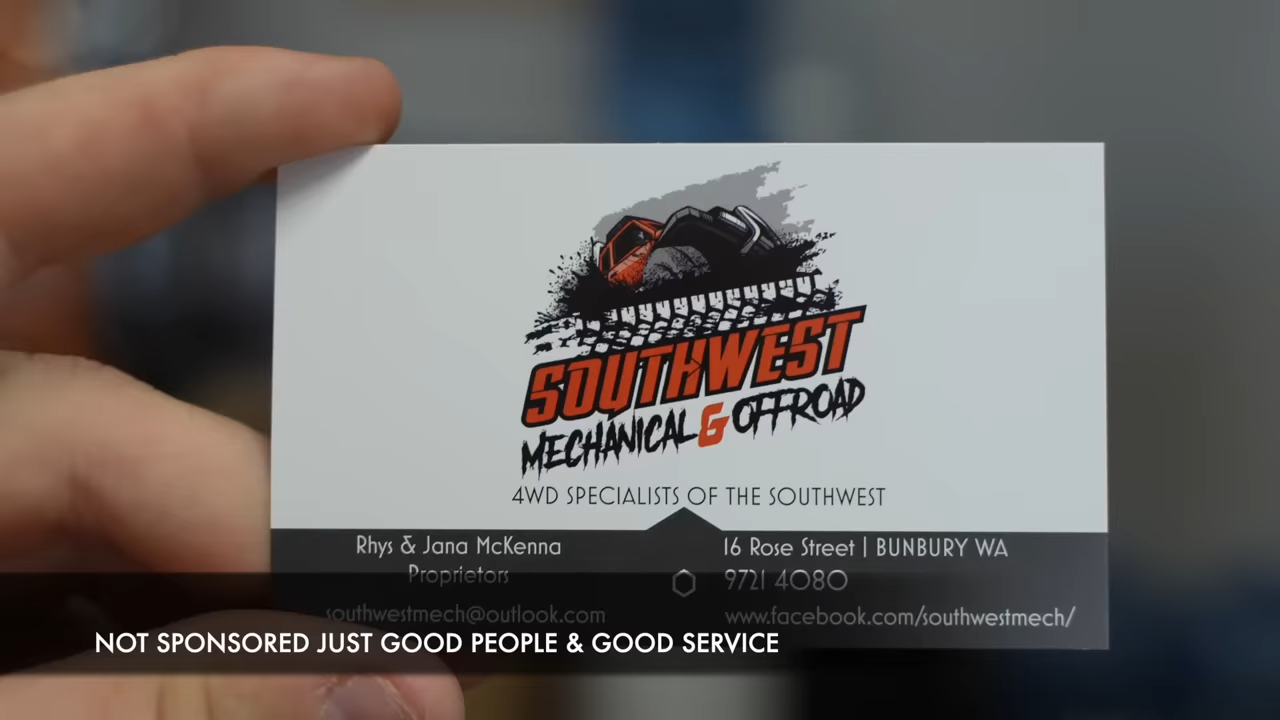 SOUTHWEST
MECHANICAL & OFFROAD
4WD SPECIALISTS OF THE SOUTHWEST
Rhys & Jana McKenna
Proprietors
southwestmech@outlook.com
16 Rose Street | BUNBURY WA
9721 4080
www.facebook.com/southwestmech/
NOT SPONSORED JUST GOOD PEOPLE & GOOD SERVICE